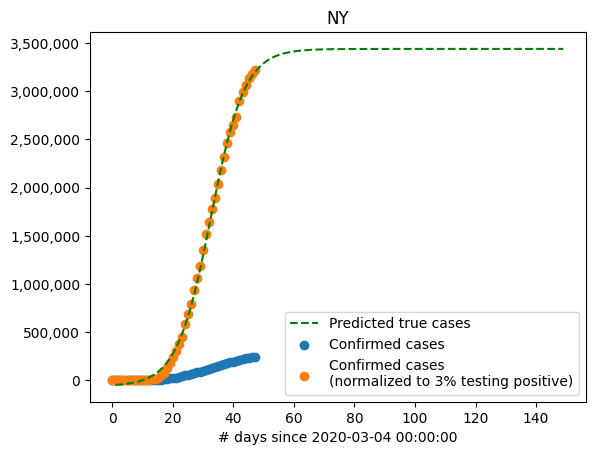 NY
3,500,000
3,000,000
2,500,000
2,000,000
1,500,000
1,000,000
500,000
0
Predicted true cases
Confirmed cases
Confirmed cases
(normalized to 3% testing positive)
0 20 40 60 80 100 120 140
# days since 2020-03-04 00:00:00